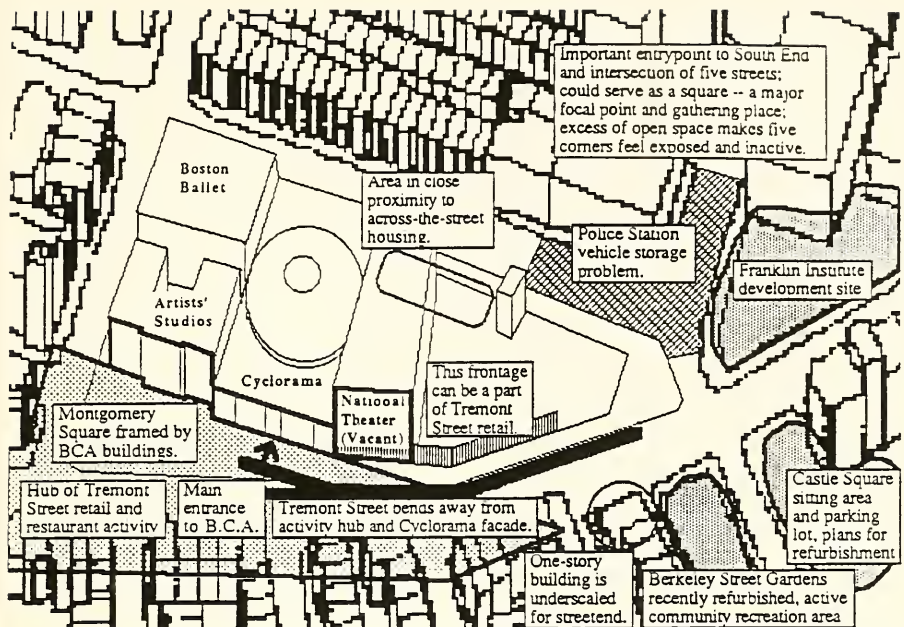 Important entrypoint to South End
and intersection of five streets;
could serve as a square -- a major
focal point and gathering place;
excess of open space makes five
corners feel exposed and inactive.
Boston
Ballet
Area in close
proximity to
across-the-street
housing.
Police Station
vehicle storage
problem.
Franklin Institute
development site
Artists'
Studios
Cyclorama
National
Theater
(Vacant)
This frontage
can be a part
of Tremont
Street retail.
Montgomery
Square framed by
BCA buildings.
Hub of Tremont
Street retail and
restaurant activity
Main
entrance
to B.C.A.
Tremont Street bends away from
activity hub and Cyclorama facade.
Castle Square
sitting area
and parking
lot, plans for
refurbishment
One-story
building is
underscaled
for streetend.
Berkeley Street Gardens
recently refurbished, active
community recreation area